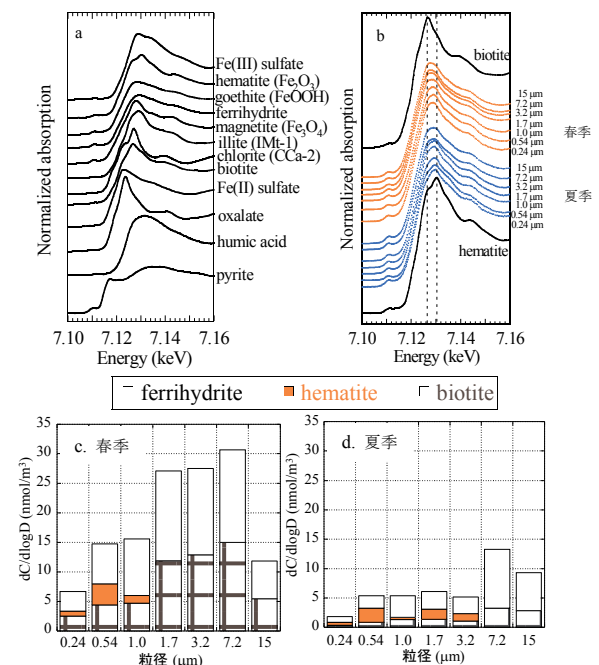 a
Normalized absorption
Fe(III) sulfate
hematite (Fe2O3)
goethite (FeOOH)
ferrihydrite
magnetite (Fe3O4)
illite (IMt-1)
chlorite (CCa-2)
biotite
Fe(II) sulfate
oxalate
humic acid
pyrite
7.10 7.12 7.14 7.16
Energy (keV)
b
Normalized absorption
biotite
15 μm
7.2 μm
3.2 μm
1.7 μm
1.0 μm
0.54 μm
0.24 μm
春季
15 μm
7.2 μm
3.2 μm
1.7 μm
1.0 μm
0.54 μm
0.24 μm
夏季
hematite
7.10 7.12 7.14 7.16
Energy (keV)
ferrihydrite hematite biotite
c. 春季
dC/dlogD (nmol/m³)
35
30
25
20
15
10
5
0
0.24 0.54 1.0 1.7 3.2 7.2 15
粒径 (μm)
d. 夏季
dC/dlogD (nmol/m³)
35
30
25
20
15
10
5
0
0.24 0.54 1.0 1.7 3.2 7.2 15
粒径 (μm)